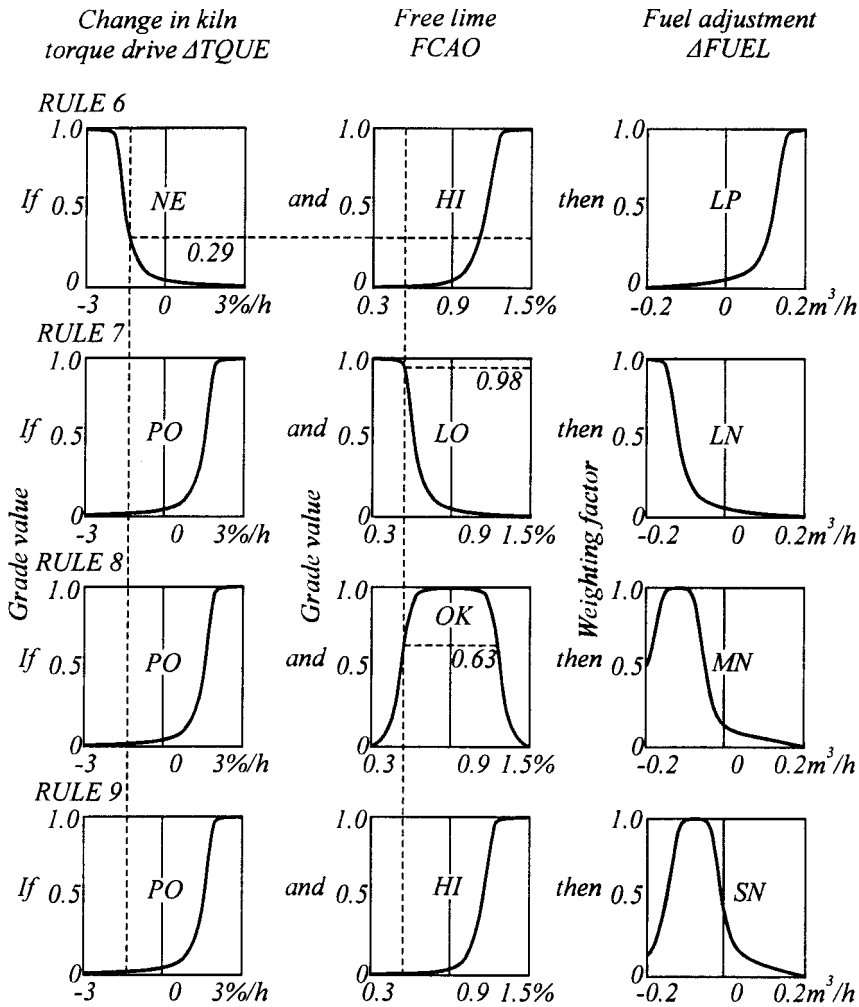 Change in kiln
torque drive ΔTQUE
Free lime
FCAO
Fuel adjustment
ΔFUEL
RULE 6
If
1.0
0.5
0
NE
0.29
-3 0 3%/h
and
1.0
0.5
0
HI
0.3 0.9 1.5%
then
1.0
0.5
0
LP
-0.2 0 0.2m³/h
RULE 7
If
1.0
0.5
0
PO
-3 0 3%/h
and
1.0
0.5
0
0.98
LO
0.3 0.9 1.5%
then
1.0
0.5
0
LN
-0.2 0 0.2m³/h
Grade value
Grade value
Weighting factor
RULE 8
If
1.0
0.5
0
PO
-3 0 3%/h
and
1.0
0.5
0
OK
0.63
0.3 0.9 1.5%
then
1.0
0.5
0
MN
-0.2 0 0.2m³/h
RULE 9
If
1.0
0.5
0
PO
-3 0 3%/h
and
1.0
0.5
0
HI
0.3 0.9 1.5%
then
1.0
0.5
0
SN
-0.2 0 0.2m³/h